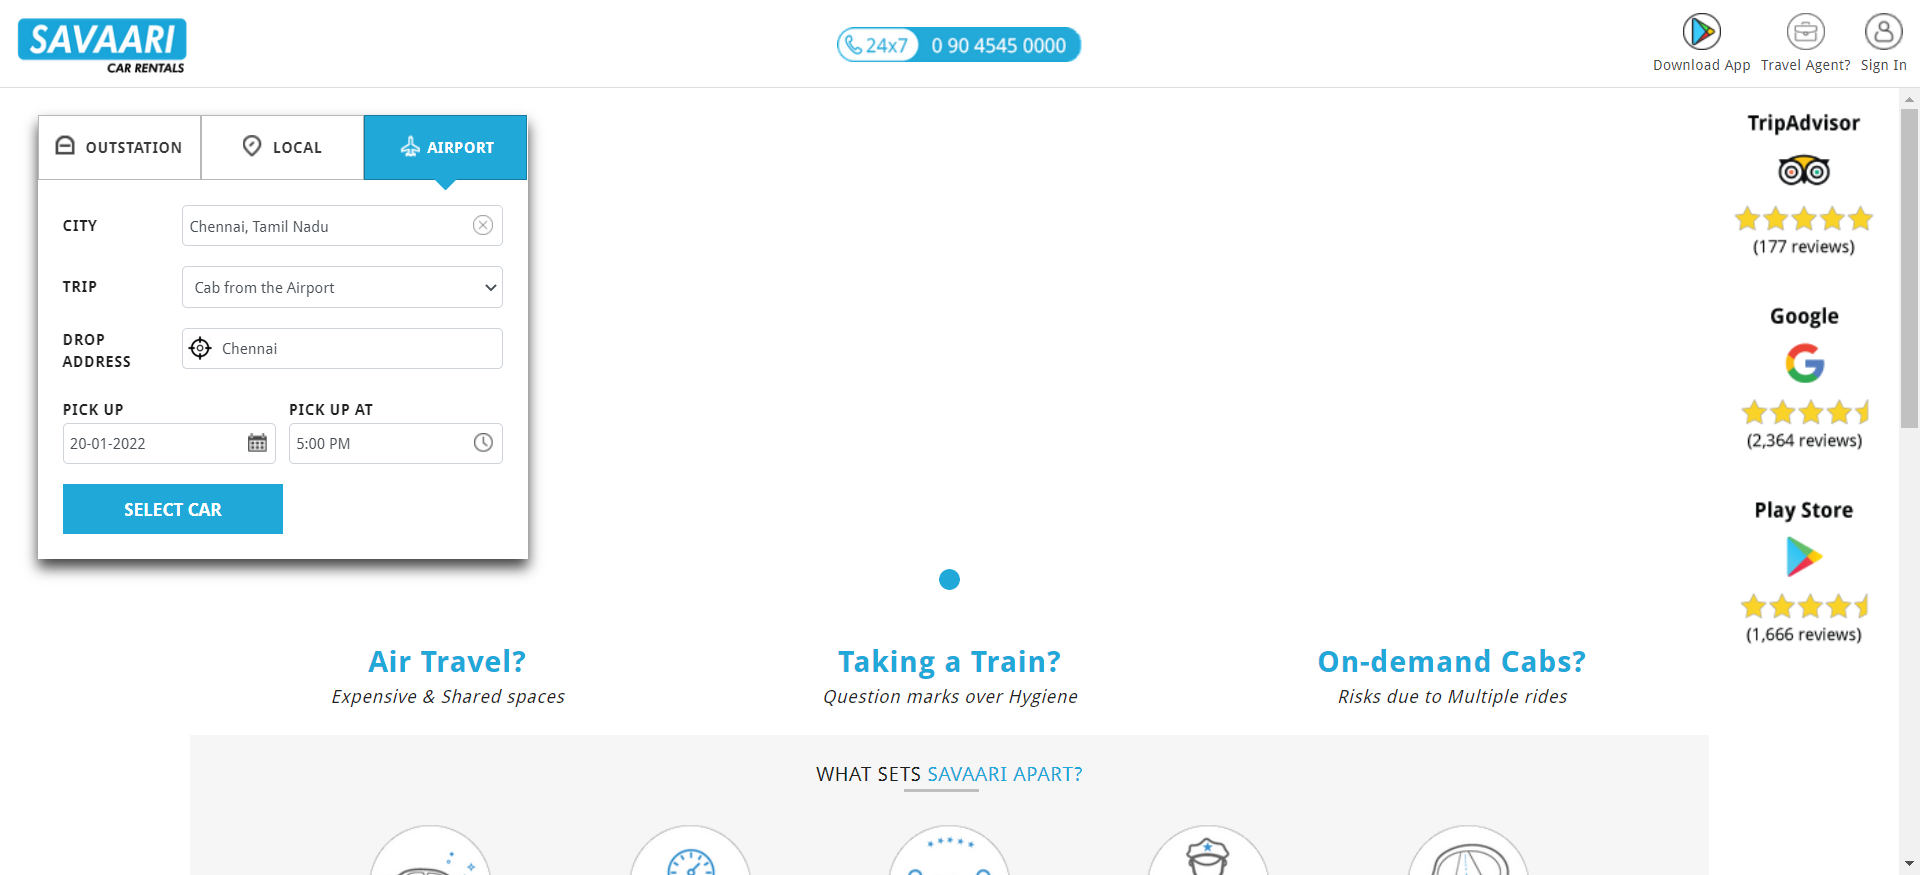 SAVAARI
CAR RENTALS
24x7 0 90 4545 0000
Download App
Travel Agent?
Sign In
OUTSTATION
LOCAL
AIRPORT
CITY
Chennai, Tamil Nadu
TRIP
Cab from the Airport
DROP
ADDRESS
Chennai
PICK UP
PICK UP AT
20-01-2022
5:00 PM
SELECT CAR
TripAdvisor
(177 reviews)
Google
(2,364 reviews)
Play Store
(1,666 reviews)
Air Travel?
Expensive & Shared spaces
Taking a Train?
Question marks over Hygiene
On-demand Cabs?
Risks due to Multiple rides
WHAT SETS SAVAARI APART?